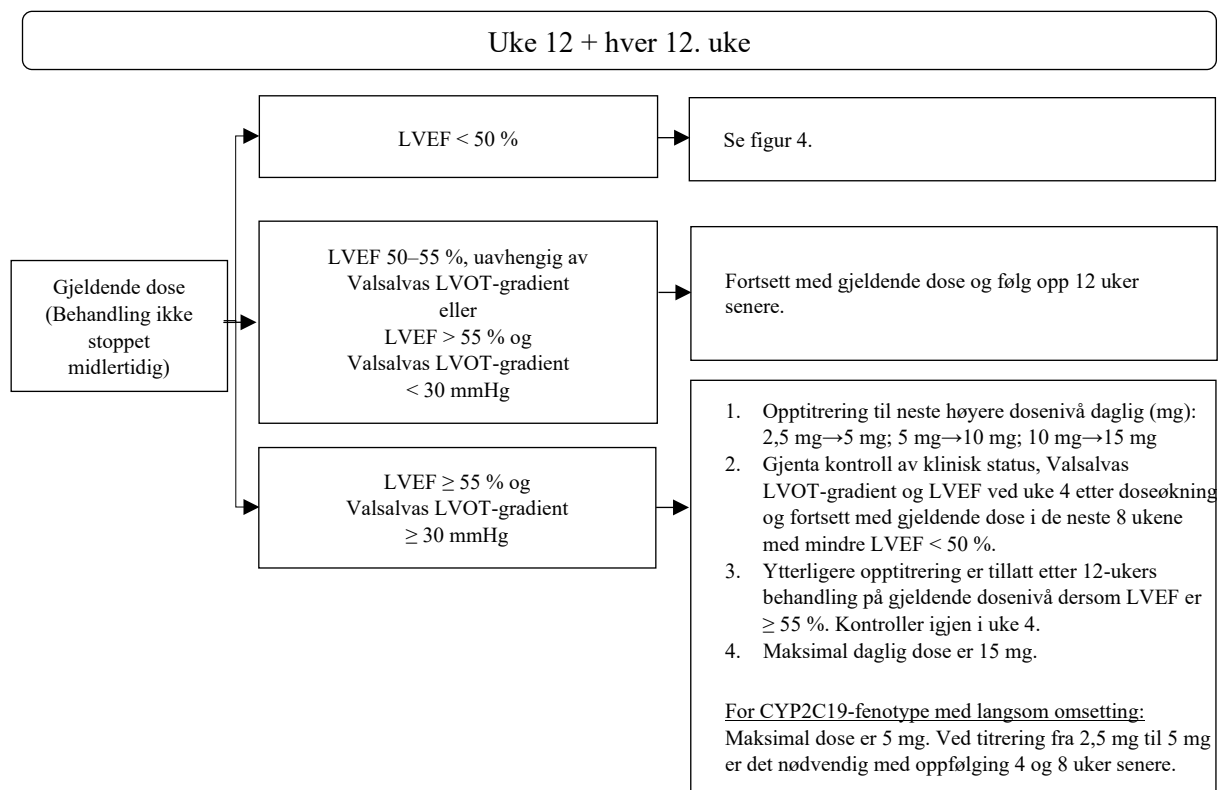 Uke 12 + hver 12. uke
LVEF < 50 %
Se figur 4.
Gjeldende dose
(Behandling ikke
stoppet
midlertidig)
LVEF 50–55 %, uavhengig av
Valsalvas LVOT-gradient
eller
LVEF > 55 % og
Valsalvas LVOT-gradient
< 30 mmHg
Fortsett med gjeldende dose og følg opp 12 uker
senere.
LVEF ≥ 55 % og
Valsalvas LVOT-gradient
≥ 30 mmHg
1. Opptitrering til neste høyere dosenivå daglig (mg):
2,5 mg→5 mg; 5 mg→10 mg; 10 mg→15 mg
2. Gjenta kontroll av klinisk status, Valsalvas
LVOT-gradient og LVEF ved uke 4 etter doseøkning
og fortsett med gjeldende dose i de neste 8 ukene
med mindre LVEF < 50 %.
3. Ytterligere opptitrering er tillatt etter 12-ukers
behandling på gjeldende dosenivå dersom LVEF er
≥ 55 %. Kontroller igjen i uke 4.
4. Maksimal daglig dose er 15 mg.
For CYP2C19-fenotype med langsom omsetting:
Maksimal dose er 5 mg. Ved titrering fra 2,5 mg til 5 mg
er det nødvendig med oppfølging 4 og 8 uker senere.